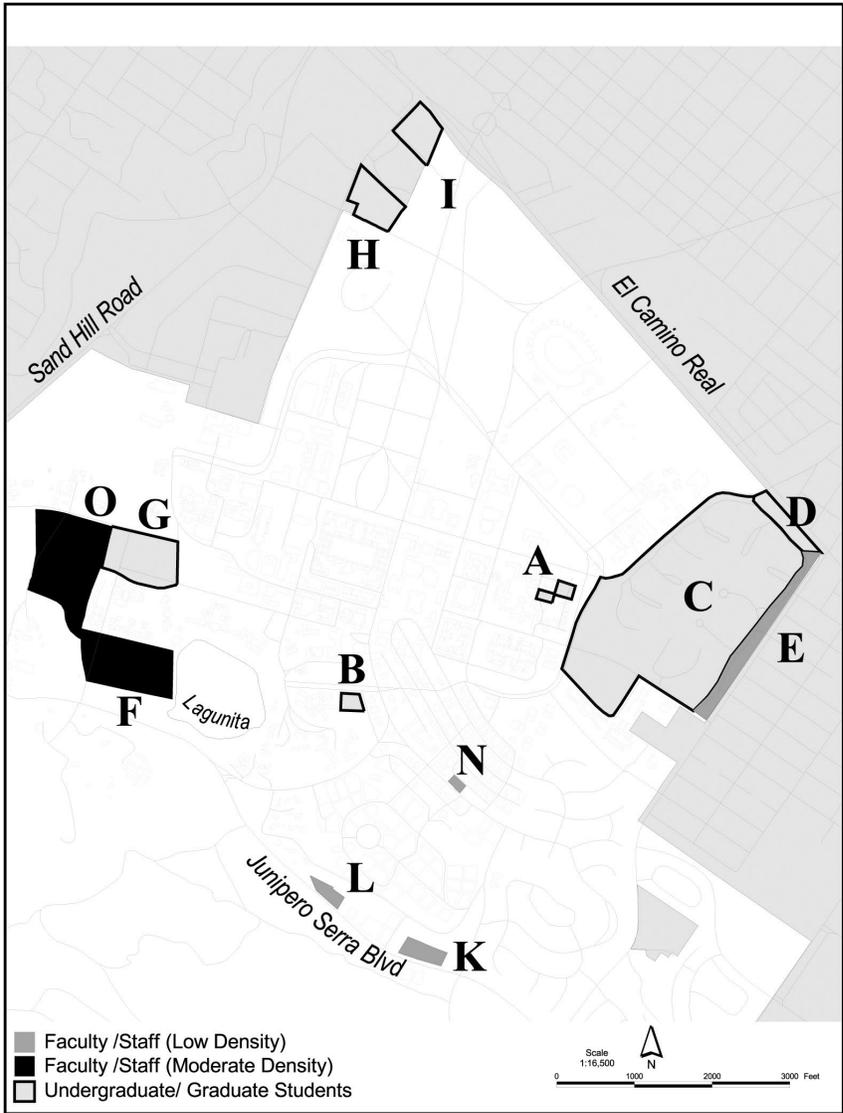 I
H
Sand Hill Road
El Camino Real
O
G
D
A
C
B
E
F
Lagunita
N
L
Junipero Serra Blvd
K
Faculty /Staff (Low Density)
Faculty /Staff (Moderate Density)
Undergraduate/ Graduate Students
Scale
1:16,500
N
0 1000 2000 3000 Feet